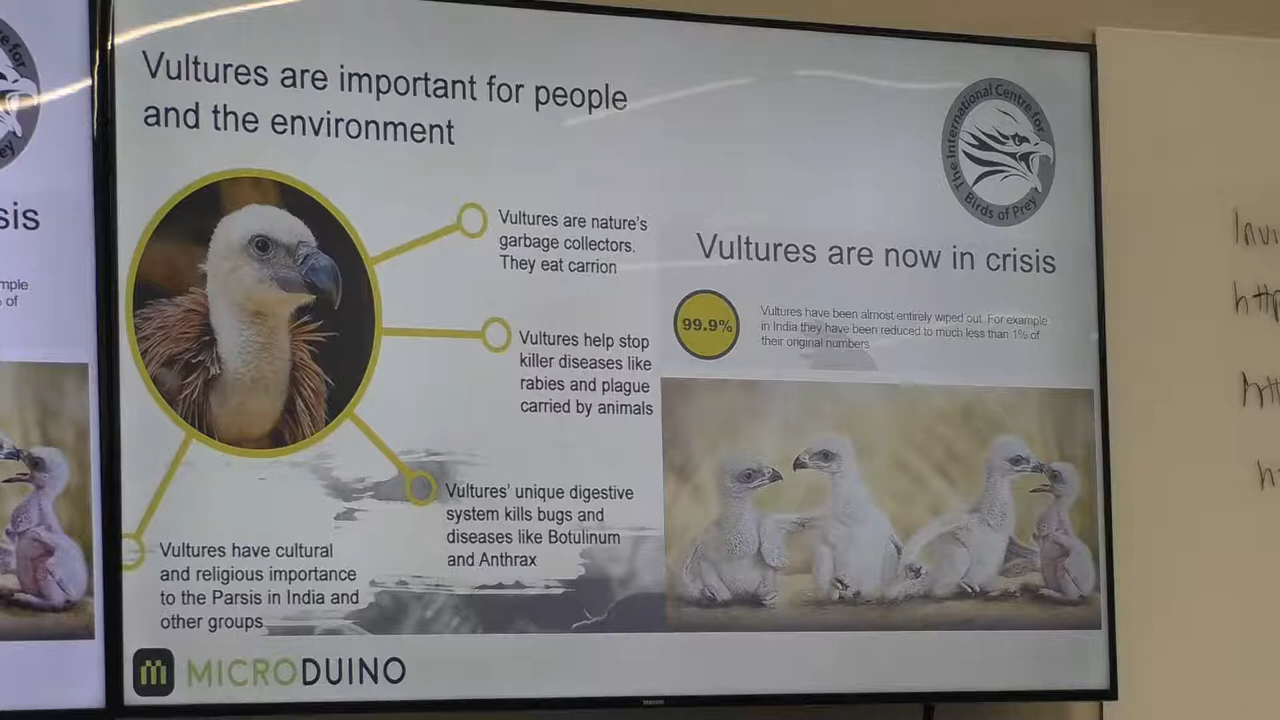 Vultures are important for people
and the environment
Vultures are nature's
garbage collectors.
They eat carrion
Vultures help stop
killer diseases like
rabies and plague
carried by animals
Vultures' unique digestive
system kills bugs and
diseases like Botulinum
and Anthrax
Vultures have cultural
and religious importance
to the Parsis in India and
other groups
MICRODUINO
The International Centre for
Birds of Prey
Vultures are now in crisis
99.9%
Vultures have been almost entirely wiped out. For example
in India they have been reduced to much less than 1% of
their original numbers